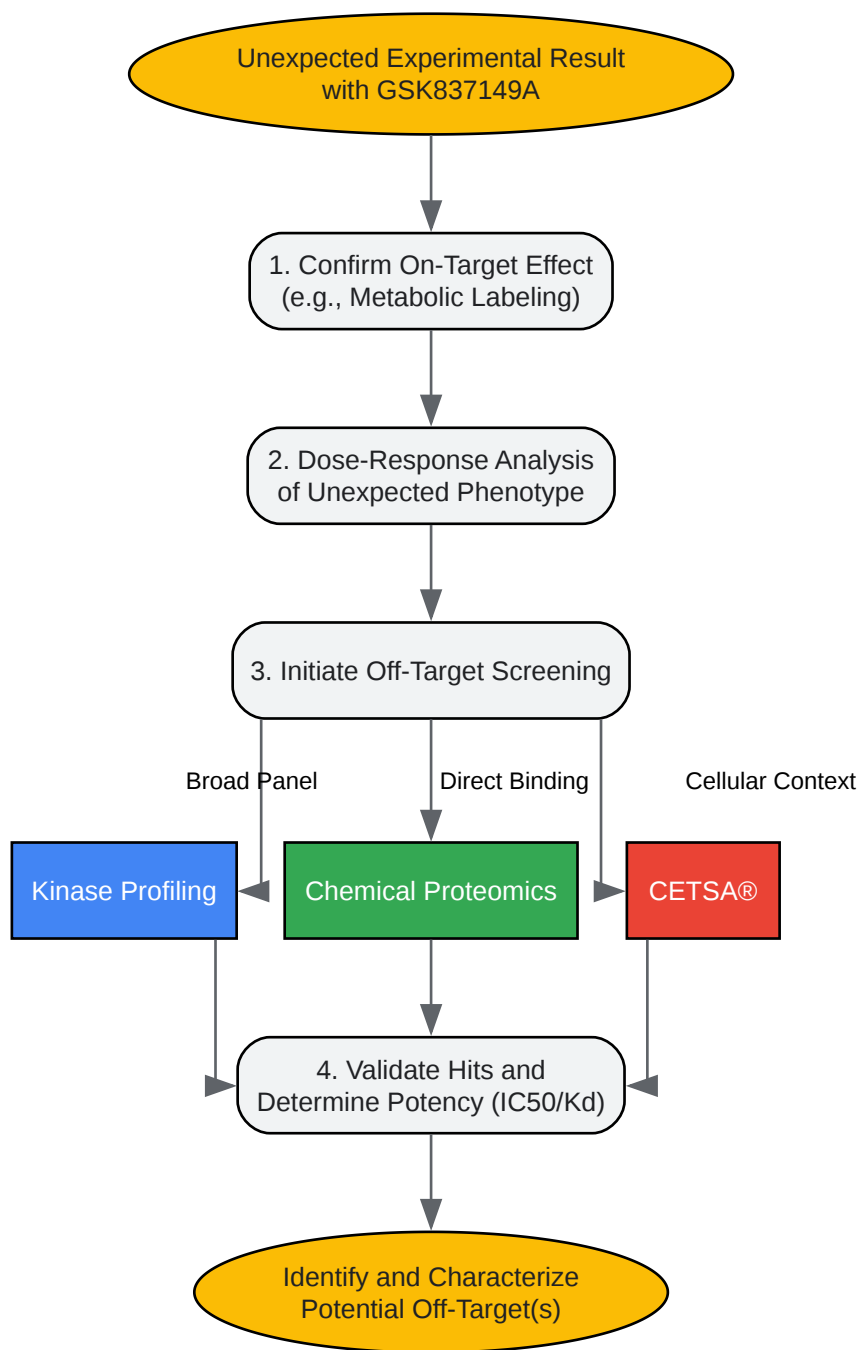 Unexpected Experimental Result
with GSK837149A
1. Confirm On-Target Effect
(e.g., Metabolic Labeling)
2. Dose-Response Analysis
of Unexpected Phenotype
3. Initiate Off-Target Screening
Broad Panel
Direct Binding
Cellular Context
Kinase Profiling
Chemical Proteomics
CETSA®
4. Validate Hits and
Determine Potency (IC50/Kd)
Identify and Characterize
Potential Off-Target(s)